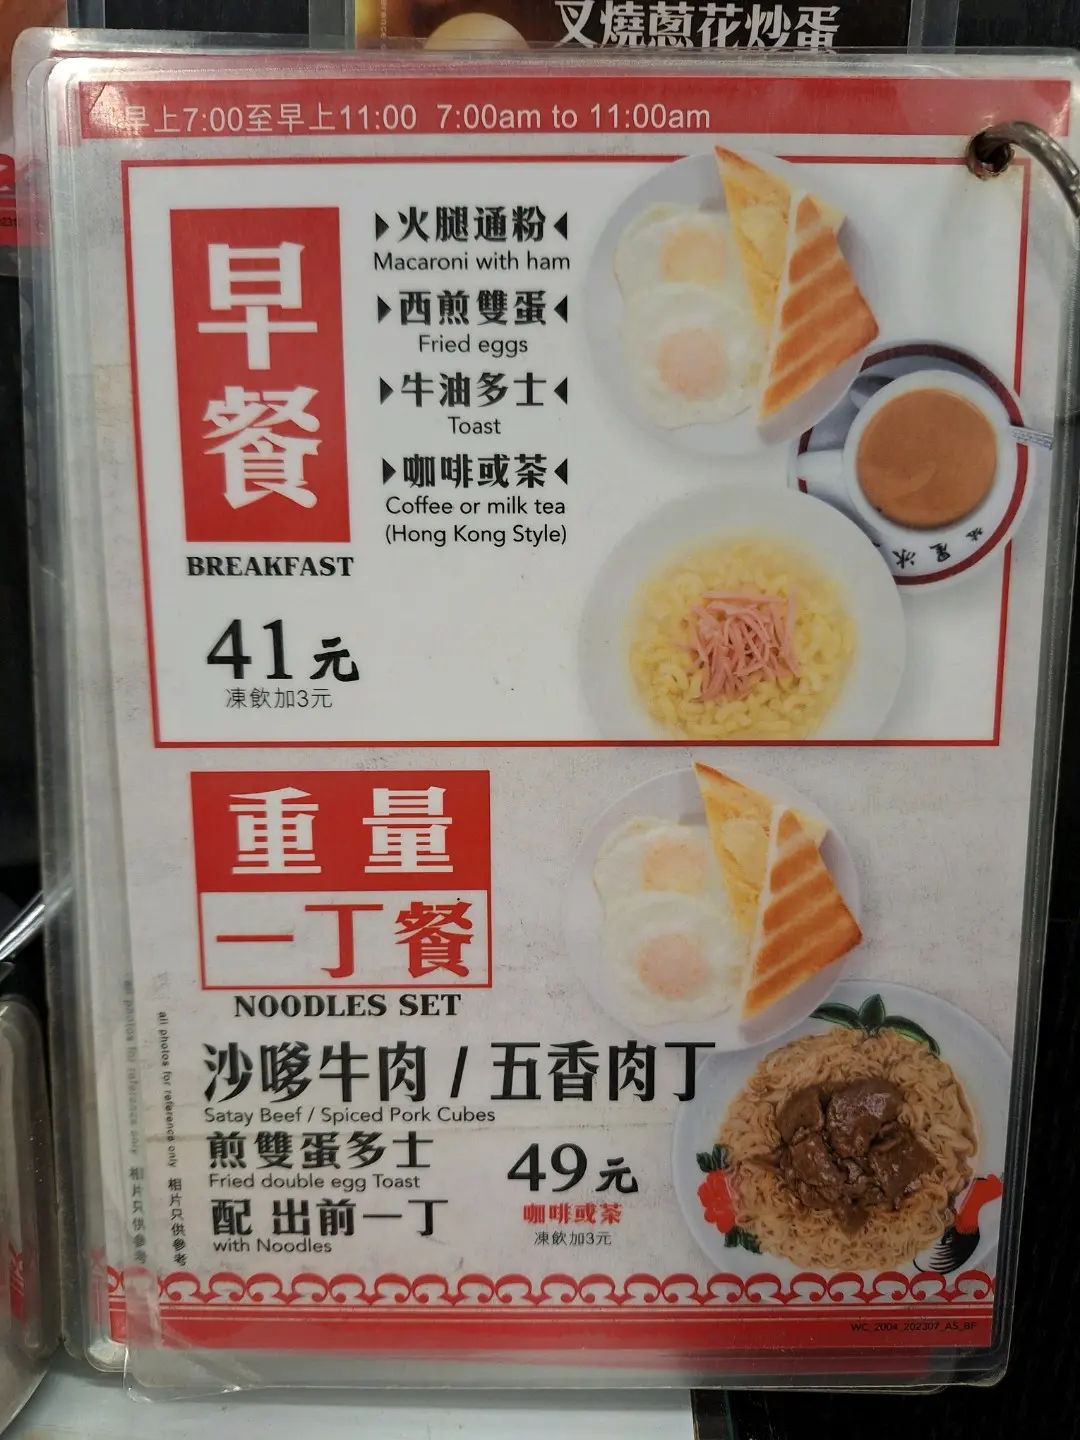 叉燒蔥花炒蛋
早上7:00至早上11:00 7:00am to 11:00am
早餐
BREAKFAST
41元
凍飲加3元
火腿通粉
Macaroni with ham
西煎雙蛋
Fried eggs
牛油多士
Toast
咖啡或茶
Coffee or milk tea
(Hong Kong Style)
重量
一丁餐
NOODLES SET
沙嗲牛肉 / 五香肉丁
Satay Beef / Spiced Pork Cubes
煎雙蛋多士
Fried double egg Toast
配 出前一丁
with Noodles
49元
咖啡或茶
凍飲加3元
all photos for reference only 相片只供參考
WC_2004_202307_A5_BF